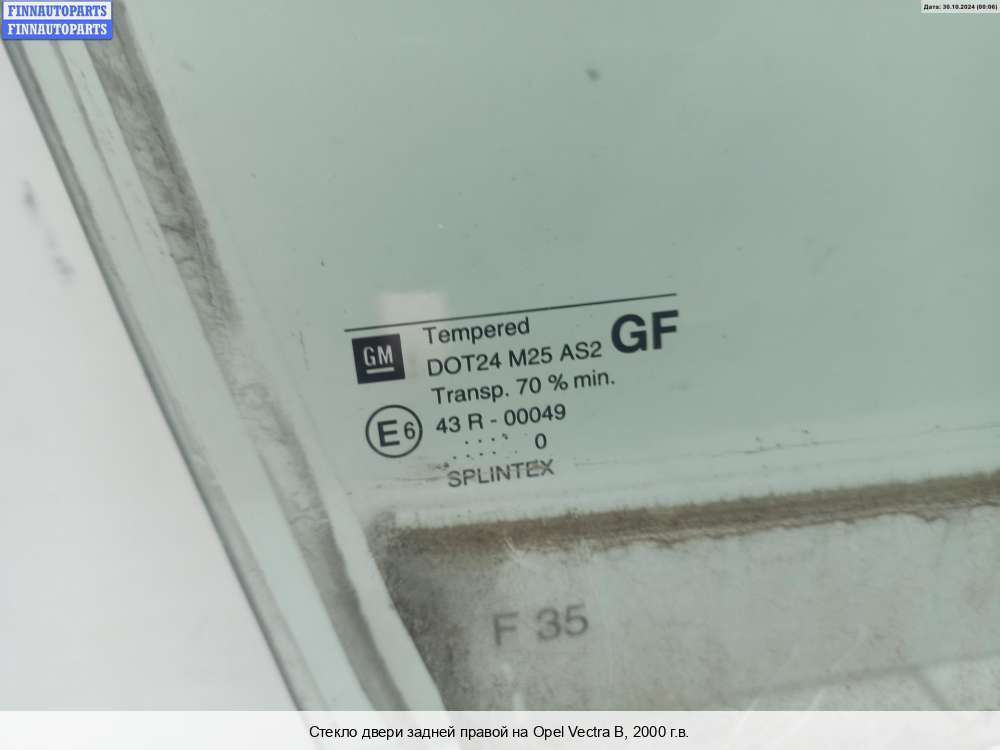 FINNAUTOPARTS
FINNAUTOPARTS
Дата: 30.10.2024 (00:06)
Tempered
GF
GM
DOT24 M25 AS2
Transp. 70 % min.
E6
43 R - 00049
0
SPLINTEX
F 35
Стекло двери задней правой на Opel Vectra B, 2000 г.в.